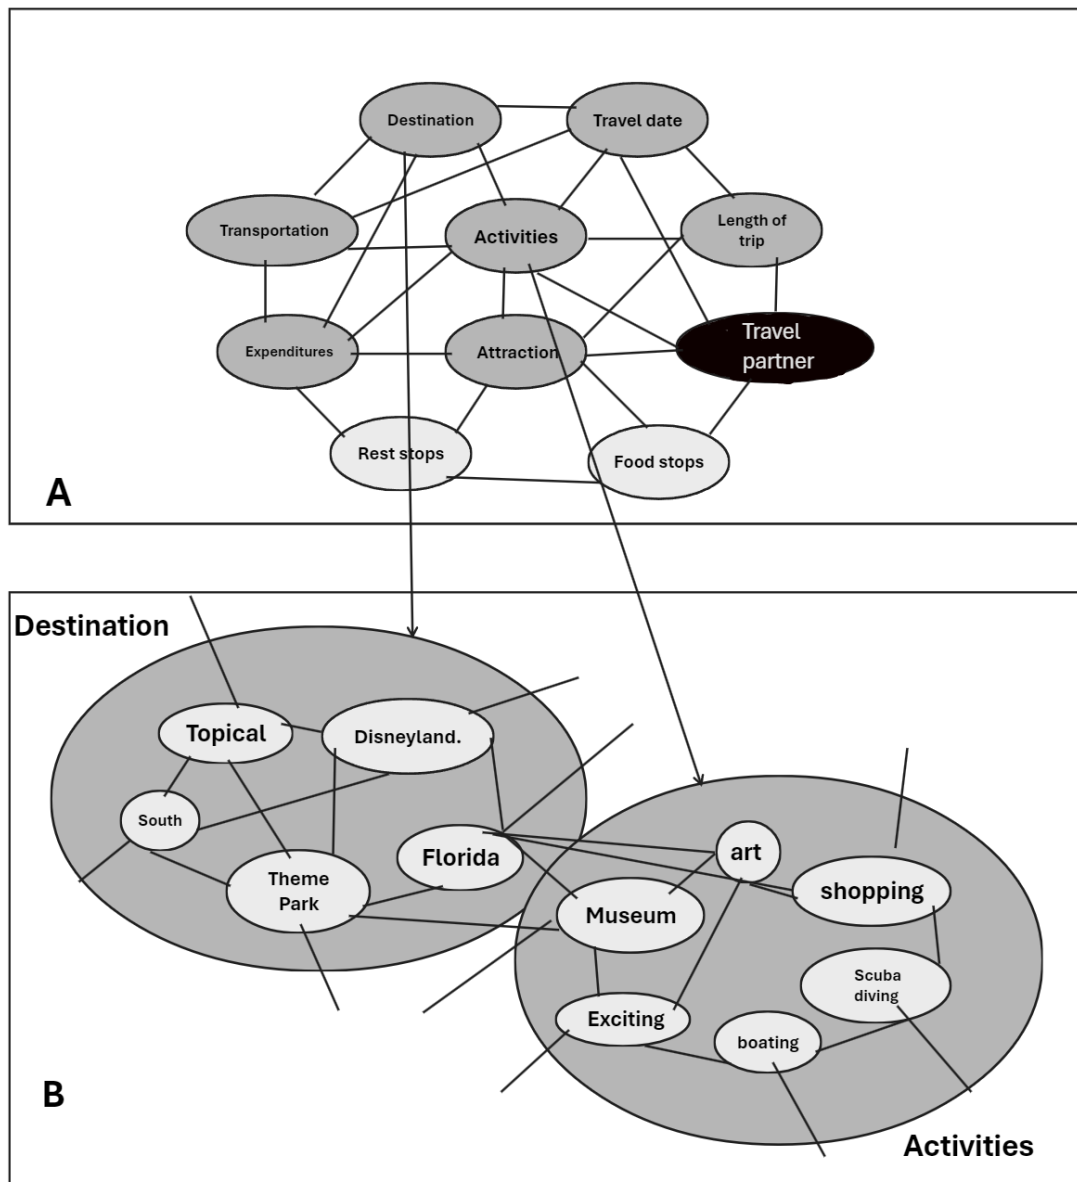 Destination
Travel date
Transportation
Activities
Length of
trip
Expenditures
Attraction
Travel
partner
Rest stops
Food stops
A
Destination
Topical
Disneyland.
South
Florida
Theme
Park
art
shopping
Museum
Scuba
diving
Exciting
boating
B
Activities